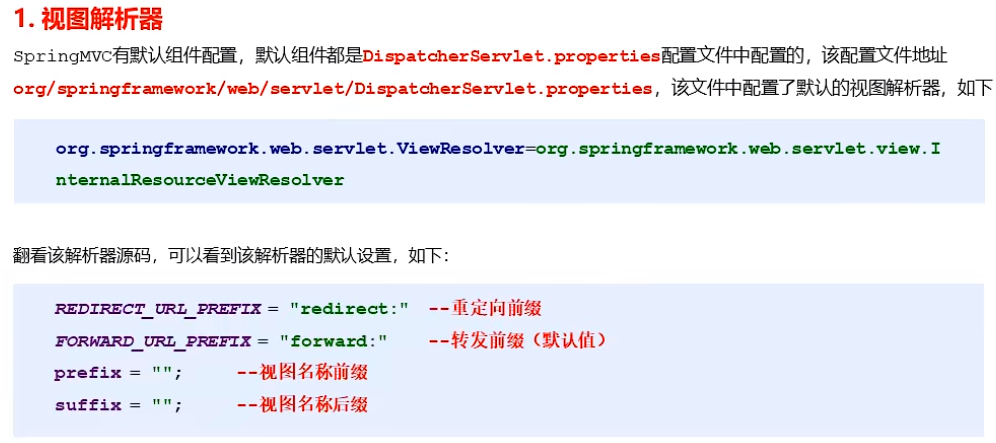 1. 视图解析器
SpringMVC有默认组件配置，默认组件都是DispatcherServlet.properties配置文件中配置的，该配置文件地址
org/springframework/web/servlet/DispatcherServlet.properties，该文件中配置了默认的视图解析器，如下
org.springframework.web.servlet.ViewResolver=org.springframework.web.servlet.view.I
nternalResourceViewResolver
翻看该解析器源码，可以看到该解析器的默认设置，如下：
REDIRECT_URL_PREFIX = "redirect:" --重定向前缀
FORWARD_URL_PREFIX = "forward:" --转发前缀（默认值）
prefix = ""; --视图名称前缀
suffix = ""; --视图名称后缀